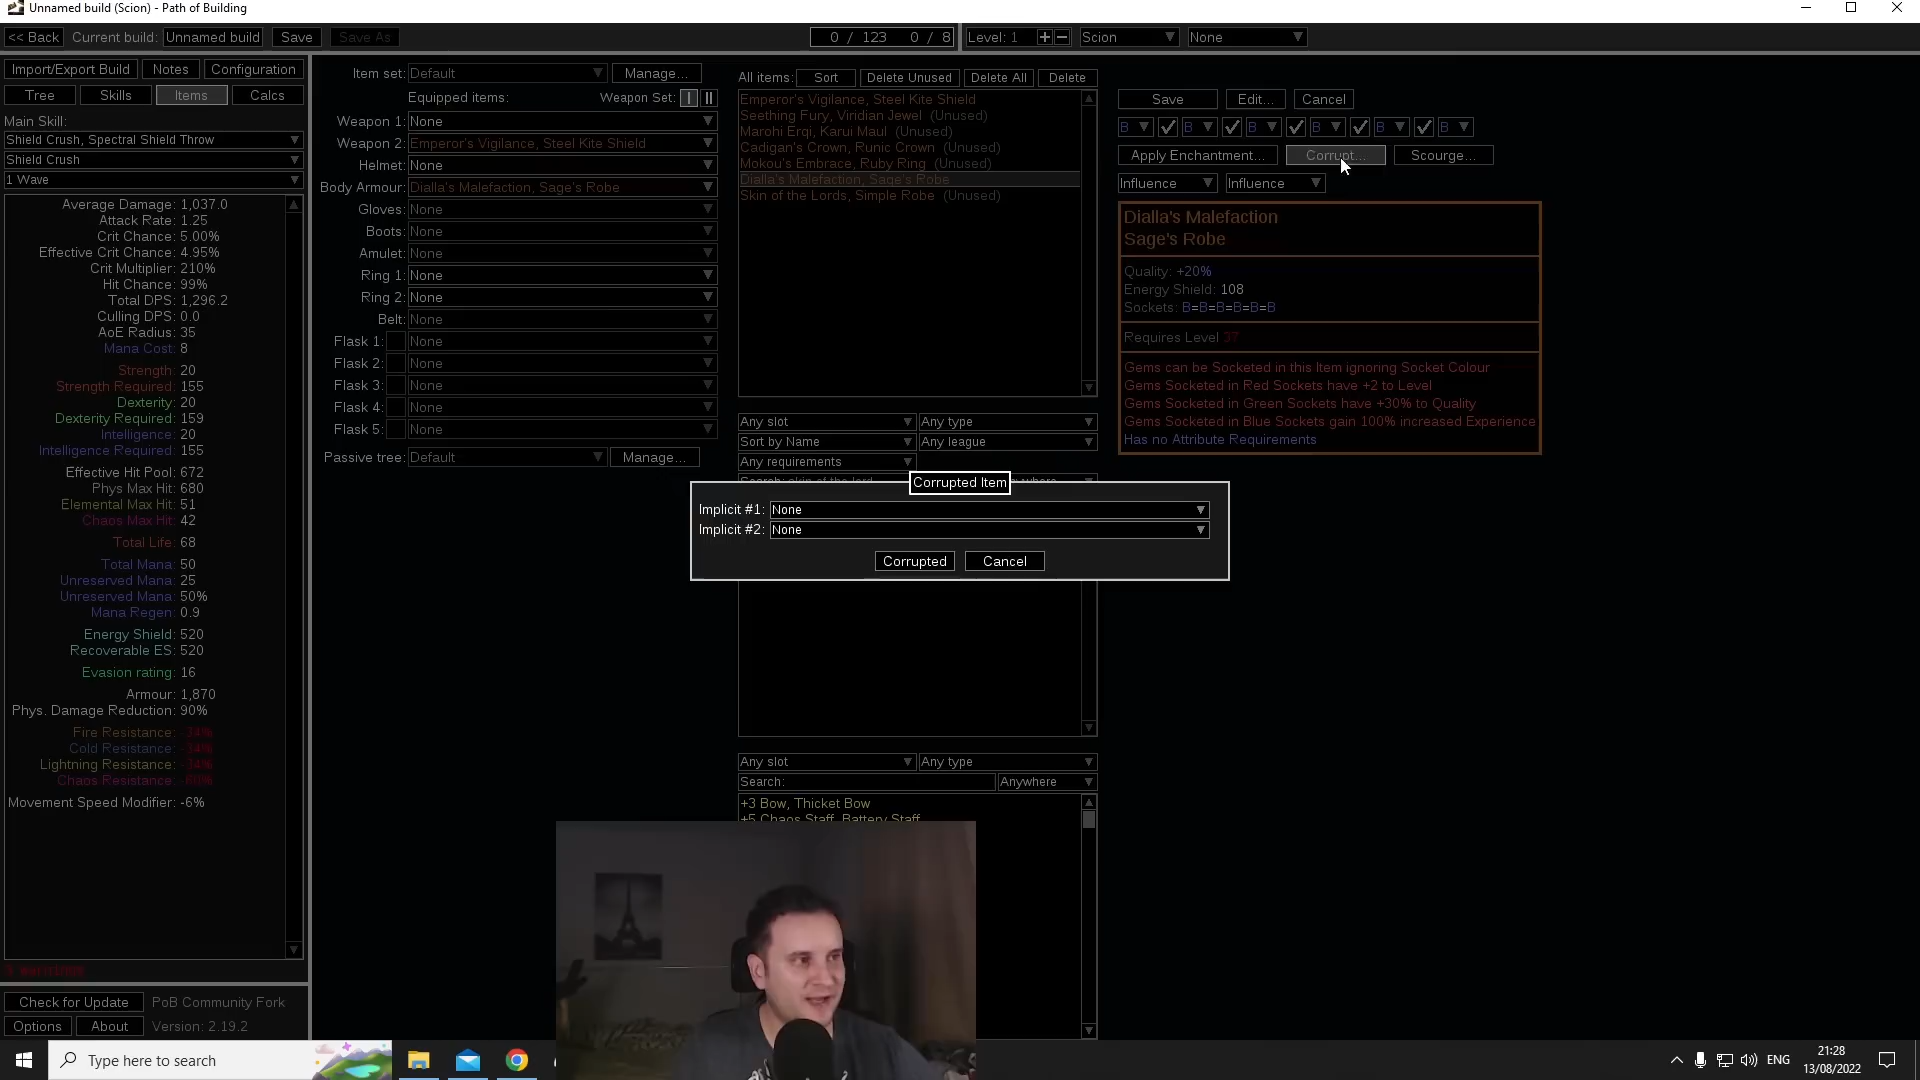 Unnamed build (Scion) - Path of Building
<< Back Current build: Unnamed build Save Save As 0 / 123 0 / 8 Level: 1 + − Scion None
Import/Export Build Notes Configuration
Tree Skills Items Calcs
Main Skill:
Shield Crush, Spectral Shield Throw
Shield Crush
1 Wave
Average Damage: 1,037.0
Attack Rate: 1.25
Crit Chance: 5.00%
Effective Crit Chance: 4.95%
Crit Multiplier: 210%
Hit Chance: 99%
Total DPS: 1,296.2
Culling DPS: 0.0
AoE Radius: 35
Mana Cost: 8
Strength: 20
Strength Required: 155
Dexterity: 20
Dexterity Required: 159
Intelligence: 20
Intelligence Required: 155
Effective Hit Pool: 672
Phys Max Hit: 680
Elemental Max Hit: 51
Chaos Max Hit: 42
Total Life: 68
Total Mana: 50
Unreserved Mana: 25
Unreserved Mana: 50%
Mana Regen: 0.9
Energy Shield: 520
Recoverable ES: 520
Evasion rating: 16
Armour: 1,870
Phys. Damage Reduction: 90%
Fire Resistance: -34%
Cold Resistance: -34%
Lightning Resistance: -34%
Chaos Resistance:
Movement Speed Modifier: -6%
warnings
Check for Update PoB Community Fork
Options About Version: 2.19.2
Item set: Default Manage...
Equipped items: Weapon Set: I II
Weapon 1: None
Weapon 2: Emperor's Vigilance, Steel Kite Shield
Helmet: None
Body Armour: Dialla's Malefaction, Sage's Robe
Gloves: None
Boots: None
Amulet: None
Ring 1: None
Ring 2: None
Belt: None
Flask 1: None
Flask 2: None
Flask 3: None
Flask 4: None
Flask 5: None
Passive tree: Default Manage...
All items: Sort Delete Unused Delete All Delete
Emperor's Vigilance, Steel Kite Shield
Seething Fury, Viridian Jewel (Unused)
Marohi Erqi, Karui Maul (Unused)
Cadigan's Crown, Runic Crown (Unused)
Mokou's Embrace, Ruby Ring (Unused)
Dialla's Malefaction, Sage's Robe
Skin of the Lords, Simple Robe (Unused)
Any slot Any type
Sort by Name Any league
Any requirements
Search: skin of the lord
Corrupted Item
Implicit #1: None
Implicit #2: None
Corrupted Cancel
Any slot Any type
Search: Anywhere
+3 Bow, Thicket Bow
+5 Chaos Staff, Battery Staff
Save Edit... Cancel
B B B B B B
Apply Enchantment... Corrupt... Scourge...
Influence Influence
Dialla's Malefaction
Sage's Robe
Quality: +20%
Energy Shield: 108
Sockets: B=B=B=B=B=B
Requires Level 37
Gems can be Socketed in this Item ignoring Socket Colour
Gems Socketed in Red Sockets have +2 to Level
Gems Socketed in Green Sockets have +30% to Quality
Gems Socketed in Blue Sockets gain 100% increased Experience
Has no Attribute Requirements
Type here to search
ENG
21:28
13/08/2022